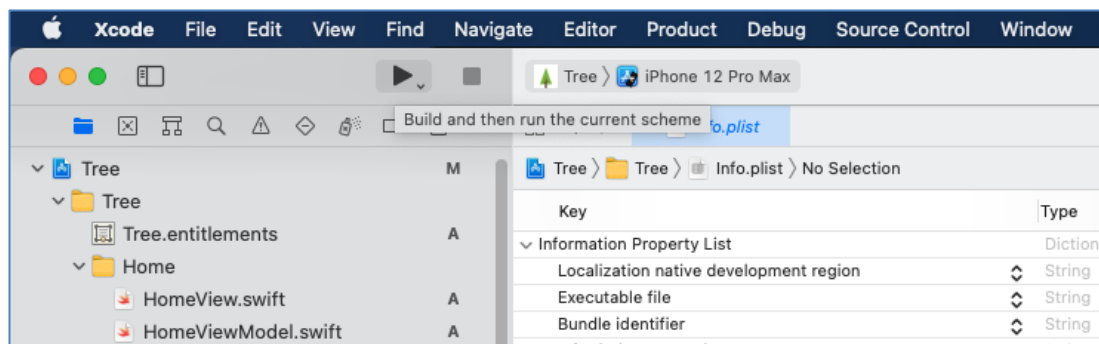 Xcode File Edit View Find Navigate Editor Product Debug Source Control Window
Tree 〉 iPhone 12 Pro Max
Build and then run the current scheme
o.plist
Tree M
Tree 〉 Tree 〉 Info.plist 〉 No Selection
Tree
Key Type
Tree.entitlements A
Information Property List Diction
Home
Localization native development region String
HomeView.swift A
Executable file String
HomeViewModel.swift A
Bundle identifier String